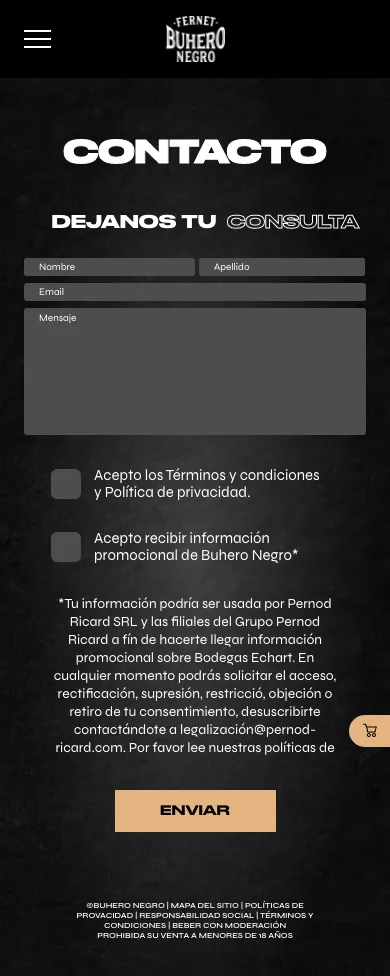 ·FERNET·
BUHERO
NEGRO
CONTACTO
DEJANOS TU CONSULTA
Nombre Apellido
Email
Mensaje
Acepto los Términos y condiciones
y Política de privacidad.
Acepto recibir información
promocional de Buhero Negro*
*Tu información podría ser usada por Pernod
Ricard SRL y las filiales del Grupo Pernod
Ricard a fín de hacerte llegar información
promocional sobre Bodegas Echart. En
cualquier momento podrás solicitar el acceso,
rectificación, supresión, restricció, objeción o
retiro de tu consentimiento, desuscribirte
contactándote a legalización@pernod-
ricard.com. Por favor lee nuestras políticas de
ENVIAR
©BUHERO NEGRO | MAPA DEL SITIO | POLÍTICAS DE
PROVACIDAD | RESPONSABILIDAD SOCIAL | TÉRMINOS Y
CONDICIONES | BEBER CON MODERACIÓN
PROHIBIDA SU VENTA A MENORES DE 18 AÑOS